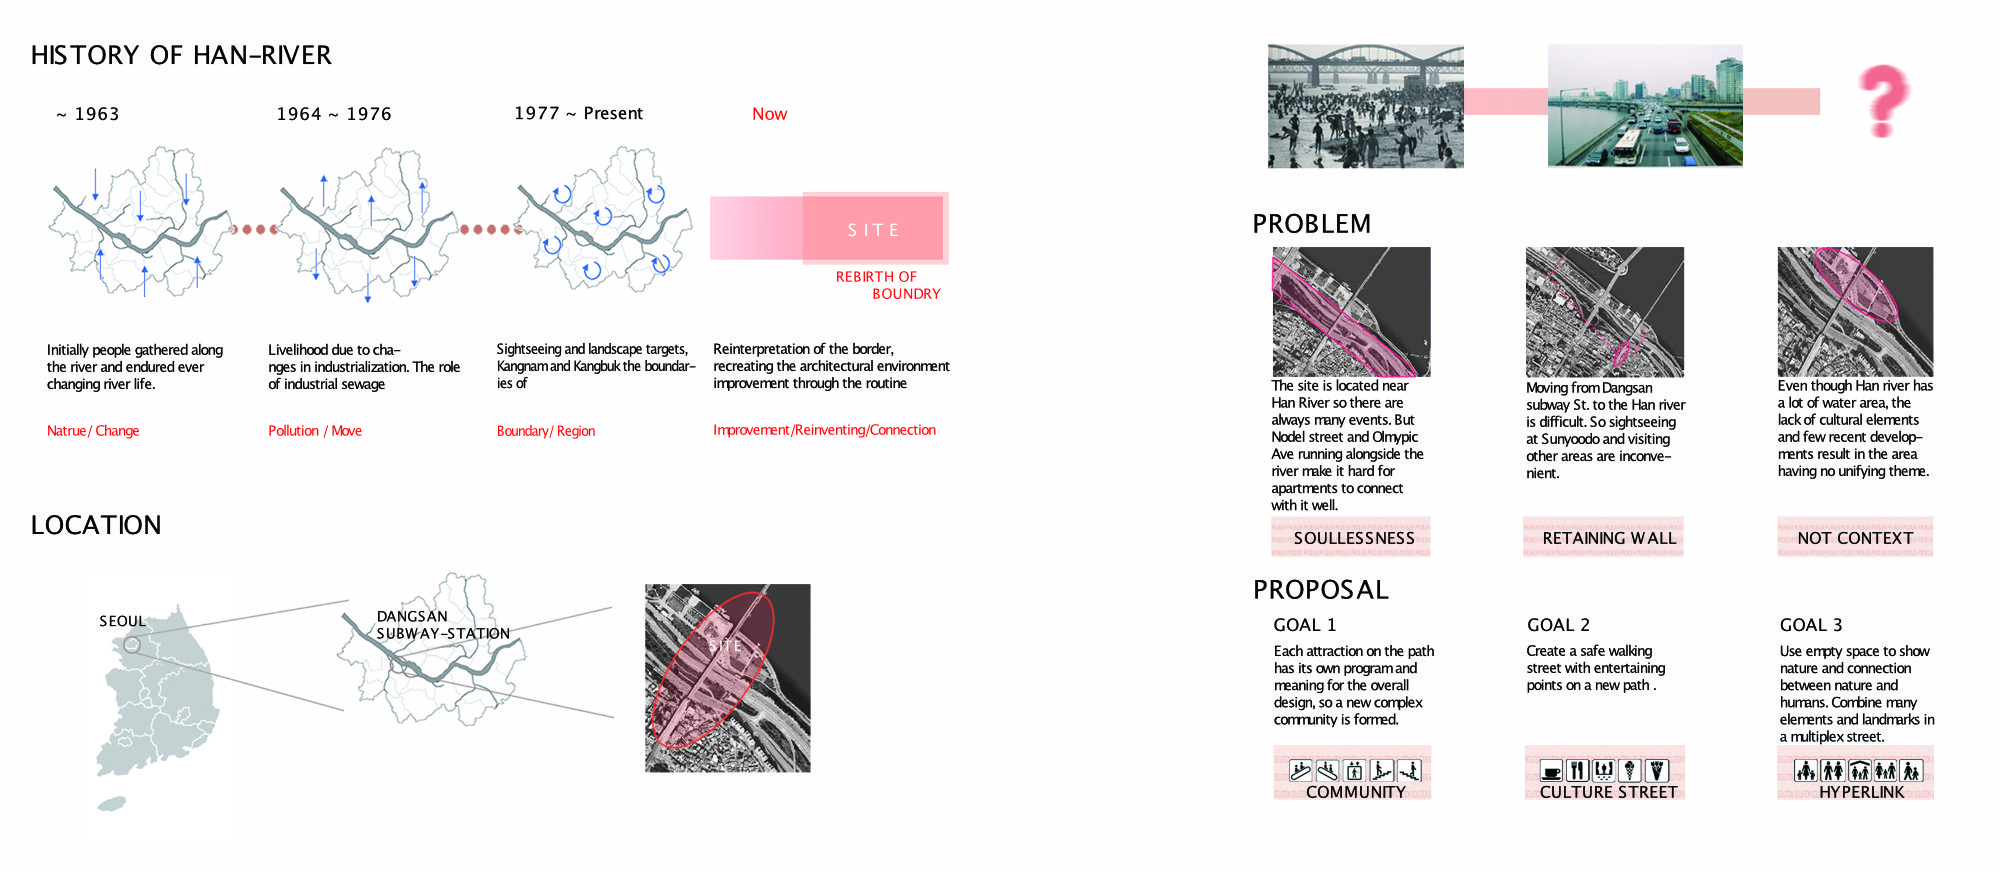 HISTORY OF HAN-RIVER
~ 1963
1964 ~ 1976
1977 ~ Present
Now
SITE
REBIRTH OF
BOUNDRY
Initially people gathered along
the river and endured ever
changing river life.
Natrue/ Change
Livelihood due to cha-
nges in industrialization. The role
of industrial sewage
Pollution / Move
Sightseeing and landscape targets,
Kangnam and Kangbuk the boundar-
ies of
Boundary/ Region
Reinterpretation of the border,
recreating the architectural environment
improvement through the routine
Improvement/Reinventing/Connection
LOCATION
SEOUL
DANGSAN
SUBWAY-STATION
SITE
?
PROBLEM
The site is located near
Han River so there are
always many events. But
Nodel street and Olmypic
Ave running alongside the
river make it hard for
apartments to connect
with it well.
SOULLESSNESS
Moving from Dangsan
subway St. to the Han river
is difficult. So sightseeing
at Sunyoodo and visiting
other areas are inconve-
nient.
RETAINING WALL
Even though Han river has
a lot of water area, the
lack of cultural elements
and few recent develop-
ments result in the area
having no unifying theme.
NOT CONTEXT
PROPOSAL
GOAL 1
Each attraction on the path
has its own program and
meaning for the overall
design, so a new complex
community is formed.
COMMUNITY
GOAL 2
Create a safe walking
street with entertaining
points on a new path .
CULTURE STREET
GOAL 3
Use empty space to show
nature and connection
between nature and
humans. Combine many
elements and landmarks in
a multiplex street.
HYPERLINK